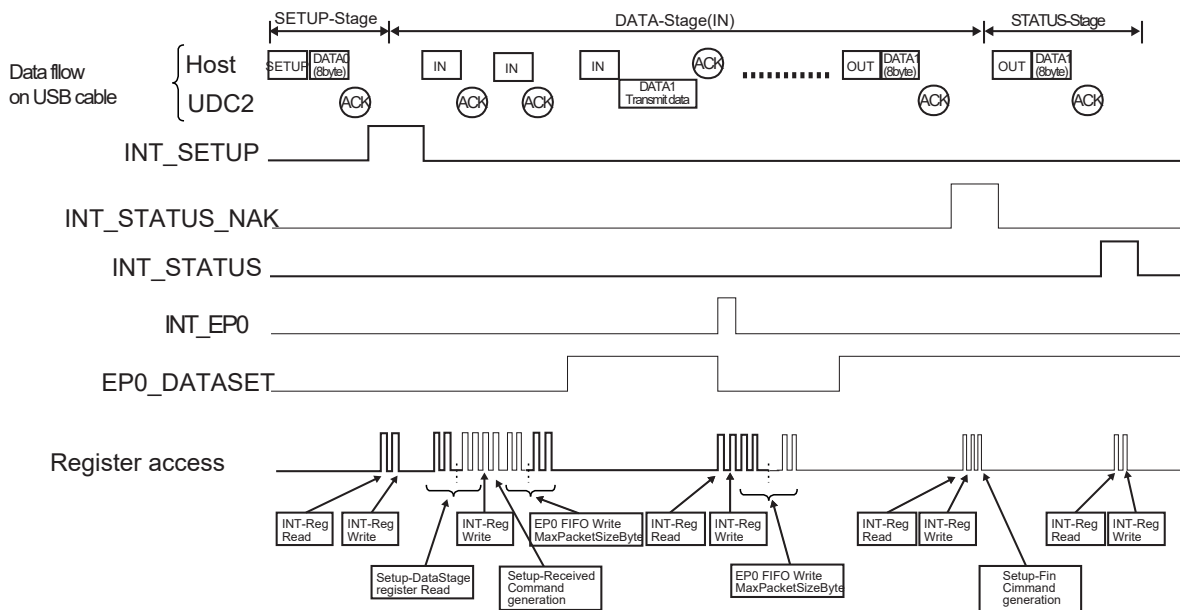 SETUP-Stage
DATA-Stage(IN)
STATUS-Stage
Data flow
on USB cable
Host
UDC2
SETUP
DATA0
(8byte)
IN
IN
IN
ACK
OUT
DATA1
(8byte)
OUT
DATA1
(8byte)
ACK
ACK
ACK
DATA1
Transmit data
ACK
ACK
INT_SETUP
INT_STATUS_NAK
INT_STATUS
INT_EP0
EP0_DATASET
Register access
INT-Reg
Read
INT-Reg
Write
INT-Reg
Write
EP0 FIFO Write
MaxPacketSizeByte
INT-Reg
Read
INT-Reg
Write
INT-Reg
Read
INT-Reg
Write
INT-Reg
Read
INT-Reg
Write
Setup-DataStage
register Read
Setup-Received
Command
generation
EP0 FIFO Write
MaxPacketSizeByte
Setup-Fin
Cimmand
generation